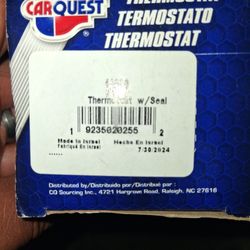 THERMOSTAT
CARQUEST
TERMOSTATO
THERMOSTAT
Thermostat w/Seal
1 9235020255 2
Made in Israel Hecho En Israel
Fabriqué En Israel 7/30/2024
Distributed by / Distribuido por / Distribué par
CQ Sourcing Inc., 4721 Hargrove Road, Raleigh, NC 27616